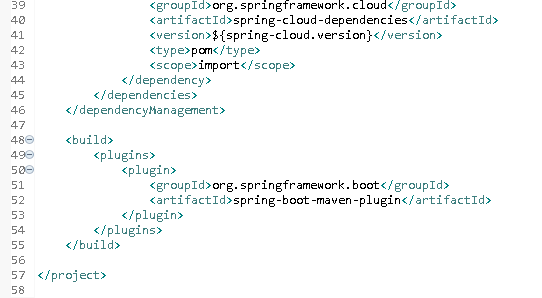 39 <groupId>org.springframework.cloud</groupId>
40 <artifactId>spring-cloud-dependencies</artifactId>
41 <version>${spring-cloud.version}</version>
42 <type>pom</type>
43 <scope>import</scope>
44 </dependency>
45 </dependencies>
46 </dependencyManagement>
47
48 <build>
49 <plugins>
50 <plugin>
51 <groupId>org.springframework.boot</groupId>
52 <artifactId>spring-boot-maven-plugin</artifactId>
53 </plugin>
54 </plugins>
55 </build>
56
57 </project>
58